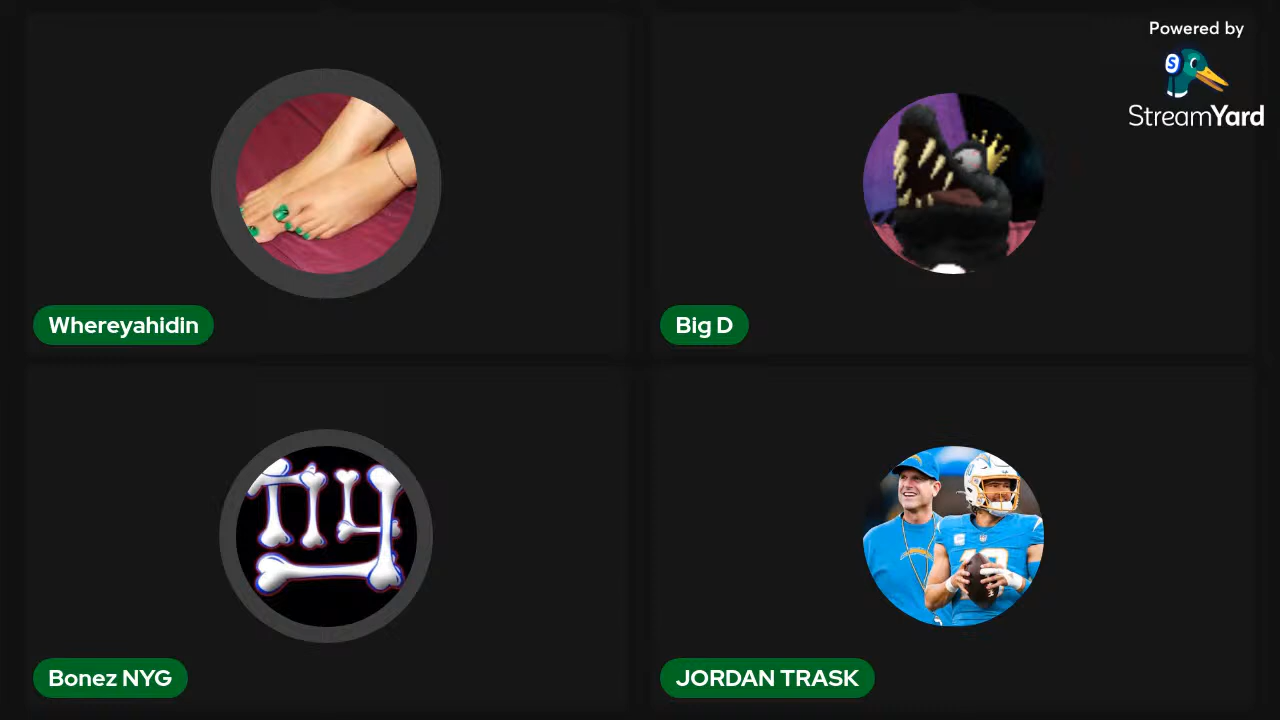 Powered by
S
StreamYard
Whereyahidin
Big D
Bonez NYG
JORDAN TRASK